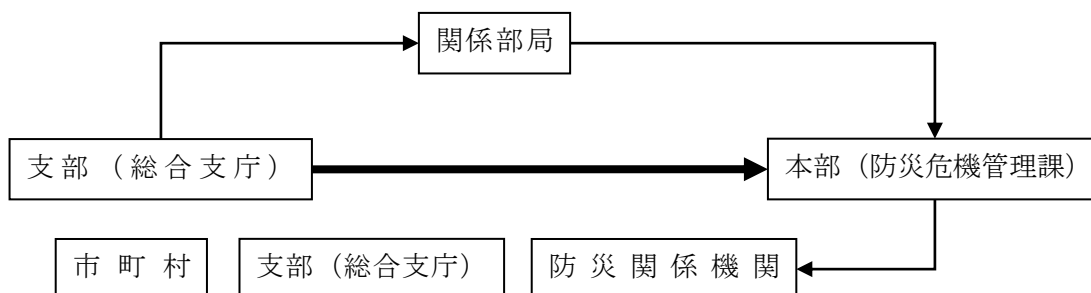 関係部局
支部（総合支庁）
本部（防災危機管理課）
市町村
支部（総合支庁）
防災関係機関